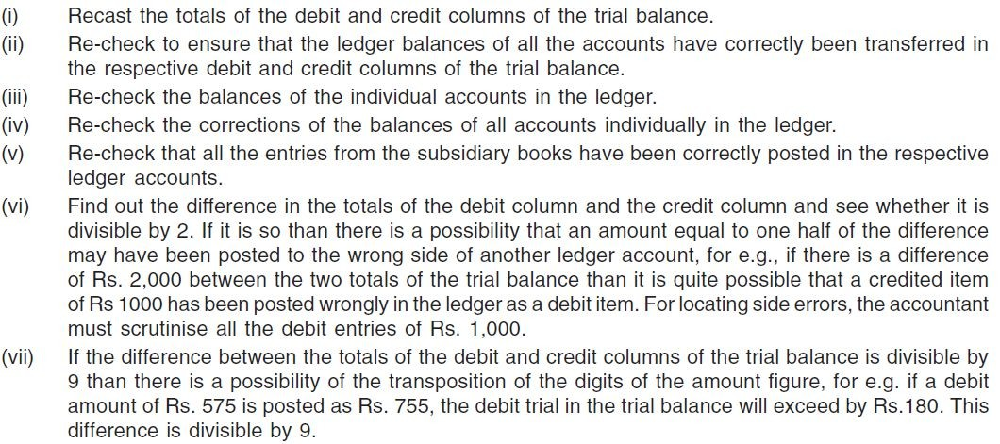 (i) Recast the totals of the debit and credit columns of the trial balance.
(ii) Re-check to ensure that the ledger balances of all the accounts have correctly been transferred in
the respective debit and credit columns of the trial balance.
(iii) Re-check the balances of the individual accounts in the ledger.
(iv) Re-check the corrections of the balances of all accounts individually in the ledger.
(v) Re-check that all the entries from the subsidiary books have been correctly posted in the respective
ledger accounts.
(vi) Find out the difference in the totals of the debit column and the credit column and see whether it is
divisible by 2. If it is so than there is a possibility that an amount equal to one half of the difference
may have been posted to the wrong side of another ledger account, for e.g., if there is a difference
of Rs. 2,000 between the two totals of the trial balance than it is quite possible that a credited item
of Rs 1000 has been posted wrongly in the ledger as a debit item. For locating side errors, the accountant
must scrutinise all the debit entries of Rs. 1,000.
(vii) If the difference between the totals of the debit and credit columns of the trial balance is divisible by
9 than there is a possibility of the transposition of the digits of the amount figure, for e.g. if a debit
amount of Rs. 575 is posted as Rs. 755, the debit trial in the trial balance will exceed by Rs.180. This
difference is divisible by 9.